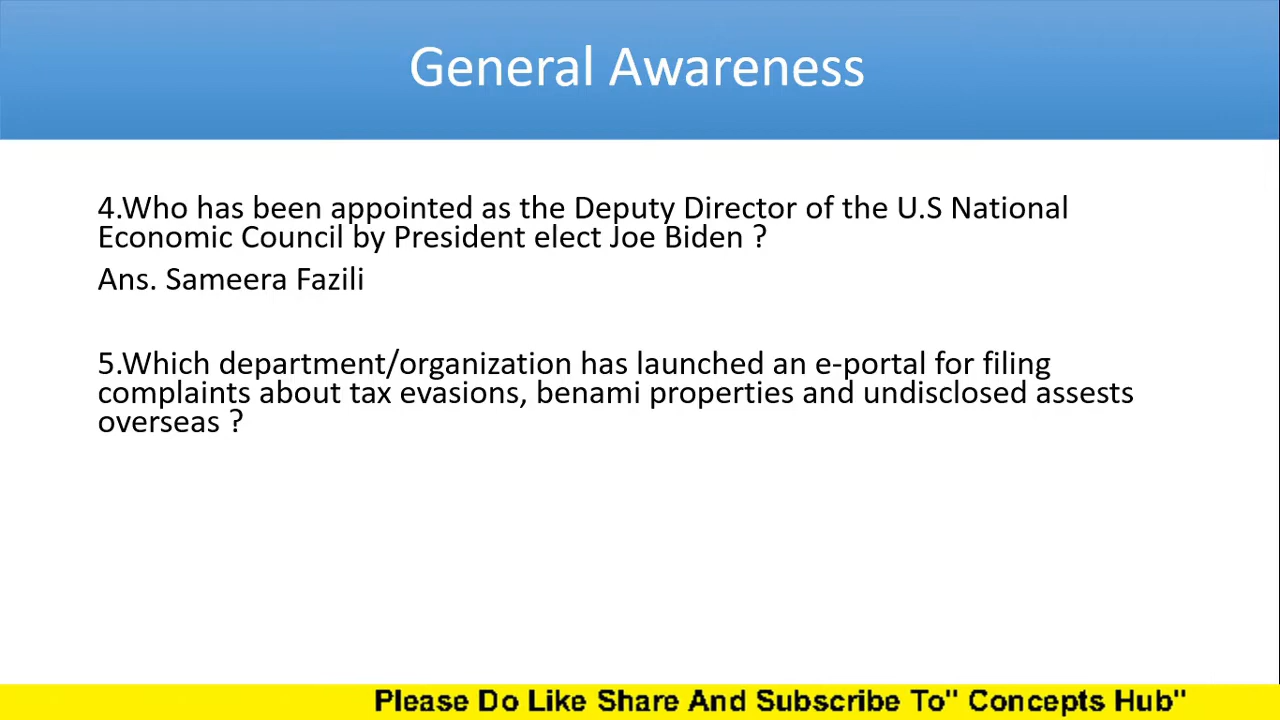 General Awareness
4.Who has been appointed as the Deputy Director of the U.S National
Economic Council by President elect Joe Biden ?
Ans. Sameera Fazili
5.Which department/organization has launched an e-portal for filing
complaints about tax evasions, benami properties and undisclosed assests
overseas ?
Please Do Like Share And Subscribe To" Concepts Hub"